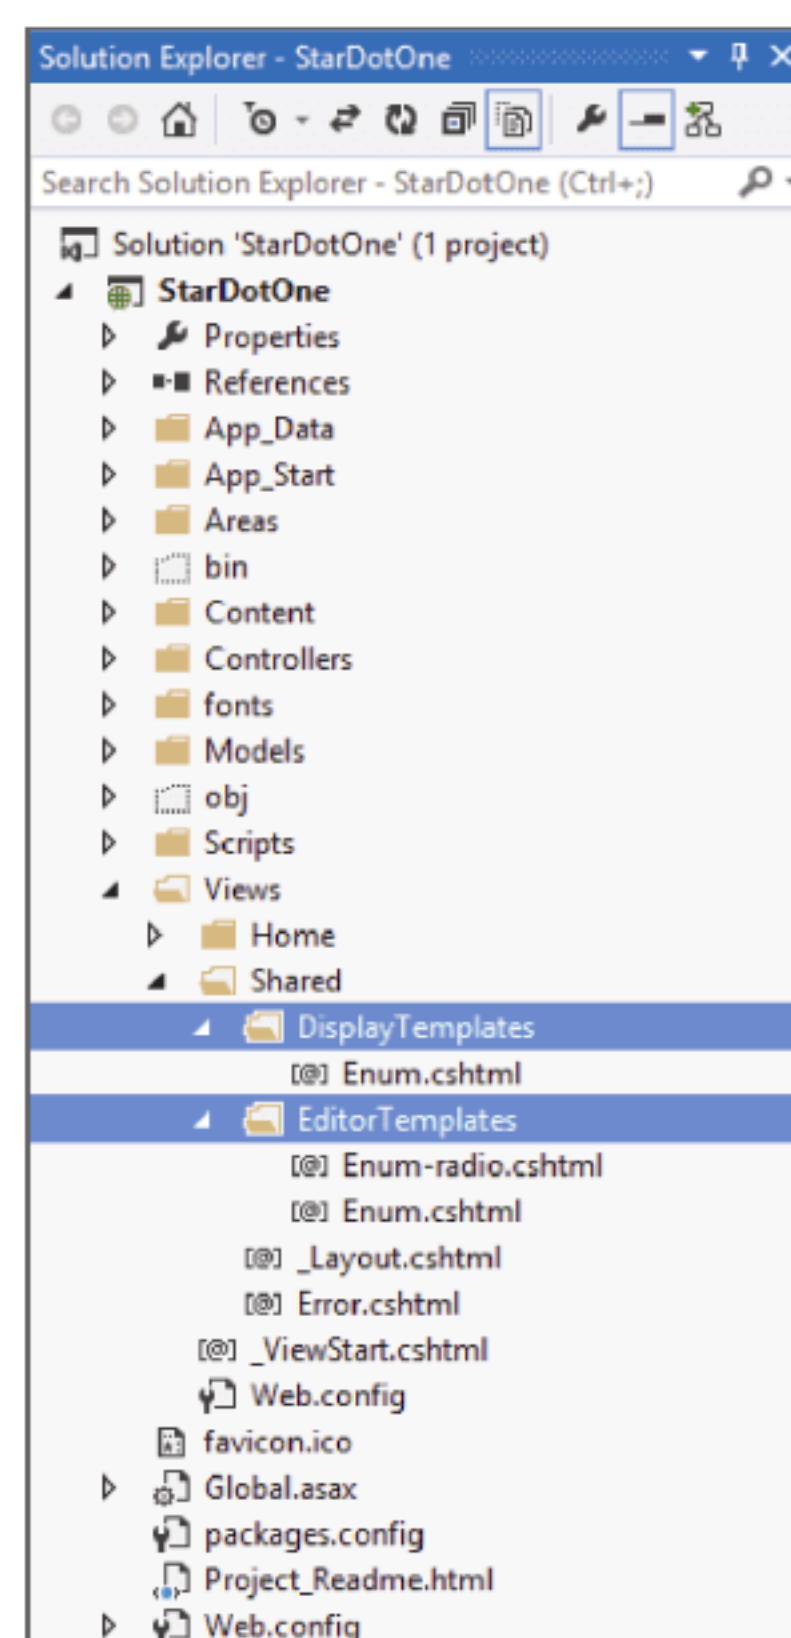 Solution Explorer - StarDotOne
Search Solution Explorer - StarDotOne (Ctrl+;)
Solution 'StarDotOne' (1 project)
StarDotOne
Properties
References
App_Data
App_Start
Areas
bin
Content
Controllers
fonts
Models
obj
Scripts
Views
Home
Shared
DisplayTemplates
[@] Enum.cshtml
EditorTemplates
[@] Enum-radio.cshtml
[@] Enum.cshtml
[@] _Layout.cshtml
[@] Error.cshtml
[@] _ViewStart.cshtml
Web.config
favicon.ico
Global.asax
packages.config
Project_Readme.html
Web.config